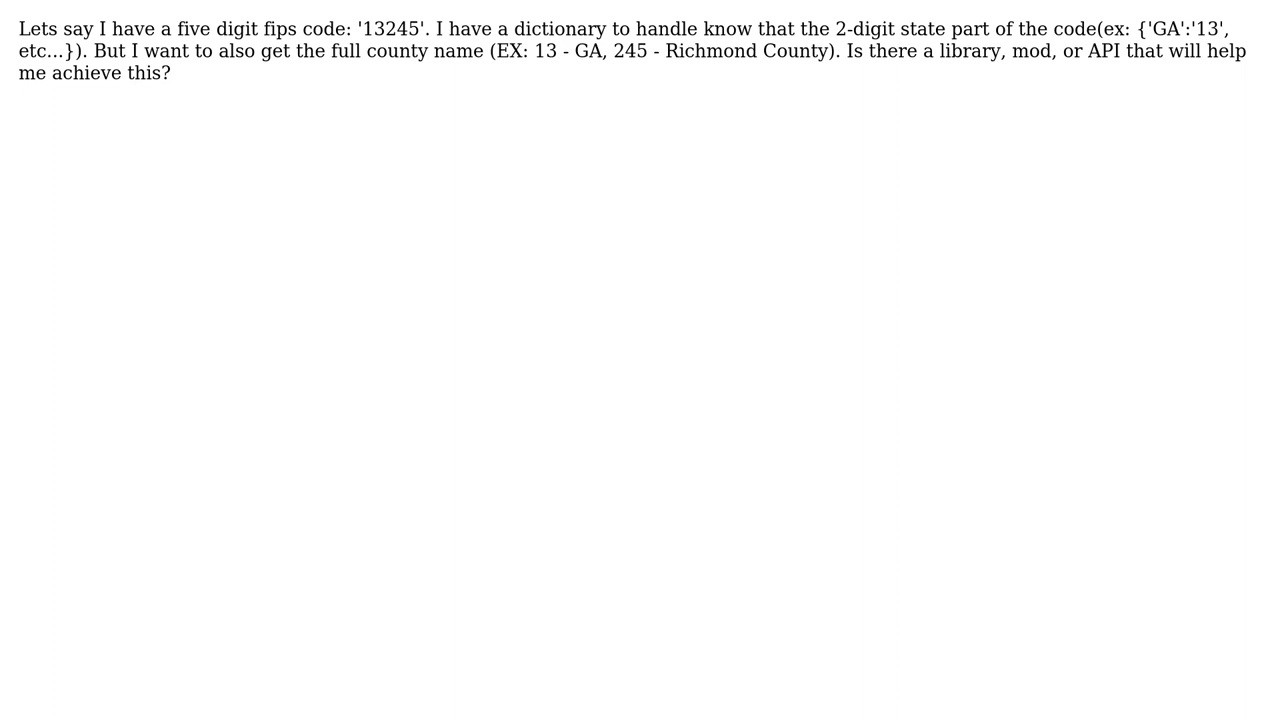 Lets say I have a five digit fips code: '13245'. I have a dictionary to handle know that the 2-digit state part of the code(ex: {'GA':'13',
etc...}). But I want to also get the full county name (EX: 13 - GA, 245 - Richmond County). Is there a library, mod, or API that will help
me achieve this?